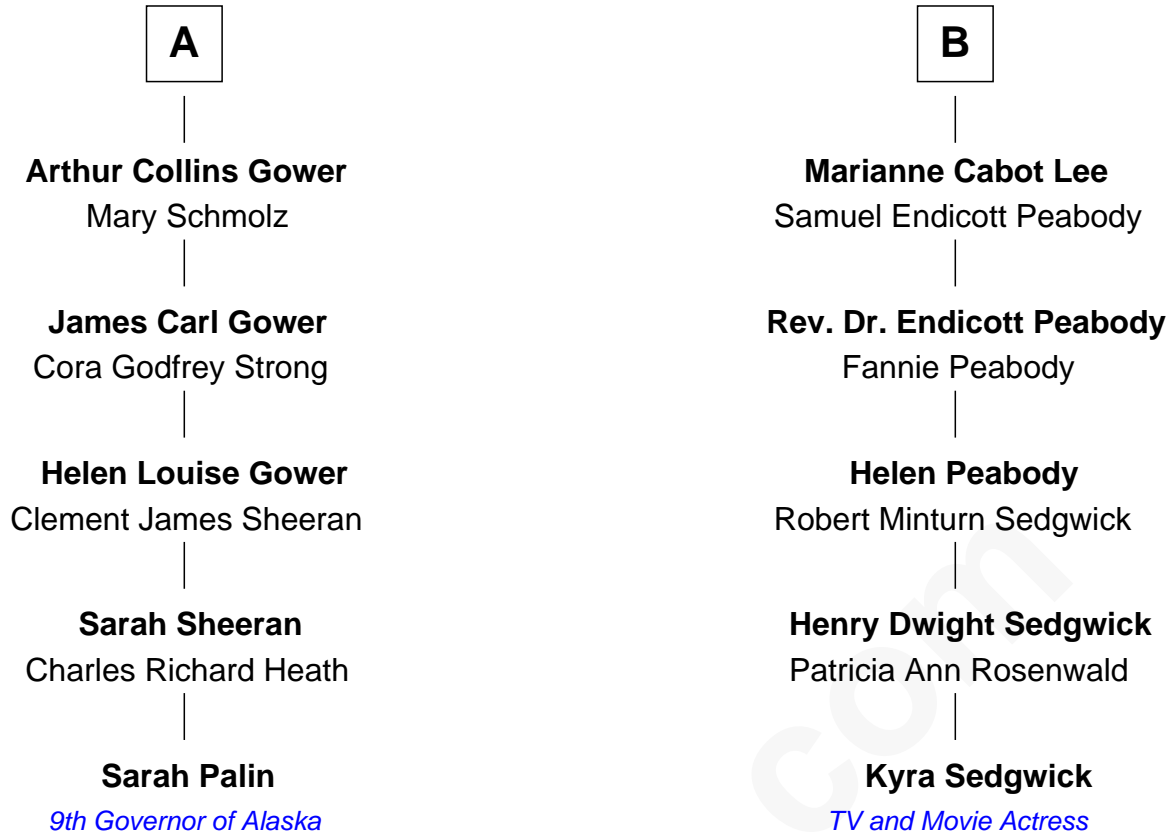 A
Arthur Collins Gower
Mary Schmolz
James Carl Gower
Cora Godfrey Strong
Helen Louise Gower
Clement James Sheeran
Sarah Sheeran
Charles Richard Heath
Sarah Palin
9th Governor of Alaska
B
Marianne Cabot Lee
Samuel Endicott Peabody
Rev. Dr. Endicott Peabody
Fannie Peabody
Helen Peabody
Robert Minturn Sedgwick
Henry Dwight Sedgwick
Patricia Ann Rosenwald
Kyra Sedgwick
TV and Movie Actress
com